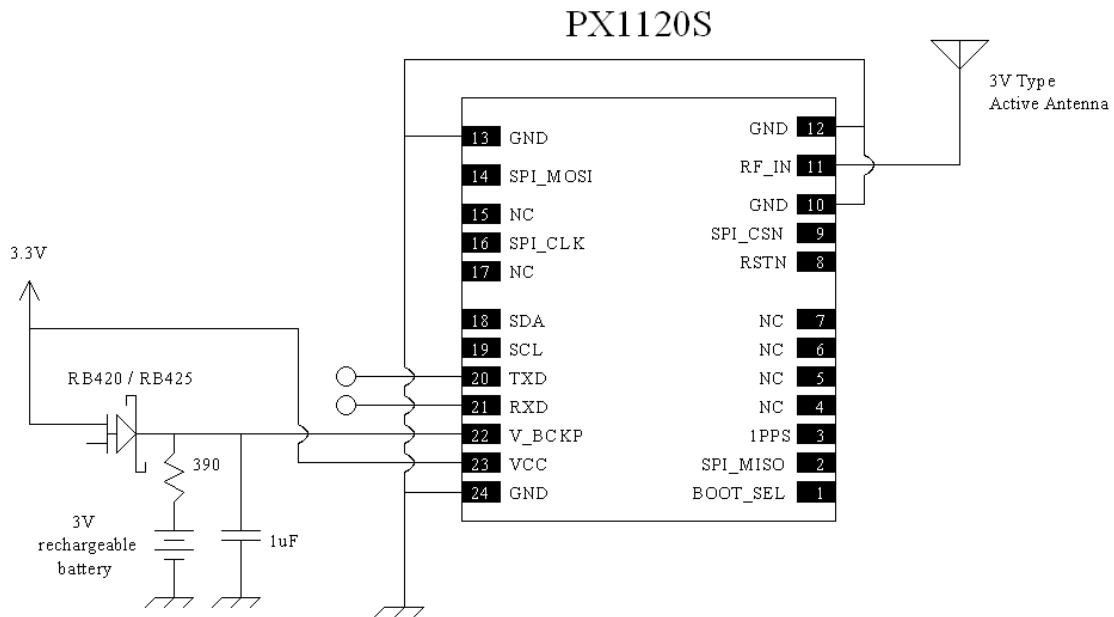 PX1120S
3V Type
Active Antenna
13 GND
14 SPI_MOSI
15 NC
16 SPI_CLK
17 NC
18 SDA
19 SCL
20 TXD
21 RXD
22 V_BCKP
23 VCC
24 GND
GND 12
RF_IN 11
GND 10
SPI_CSN 9
RSTN 8
NC 7
NC 6
NC 5
NC 4
1PPS 3
SPI_MISO 2
BOOT_SEL 1
3.3V
RB420 / RB425
390
3V
rechargeable
battery
1uF